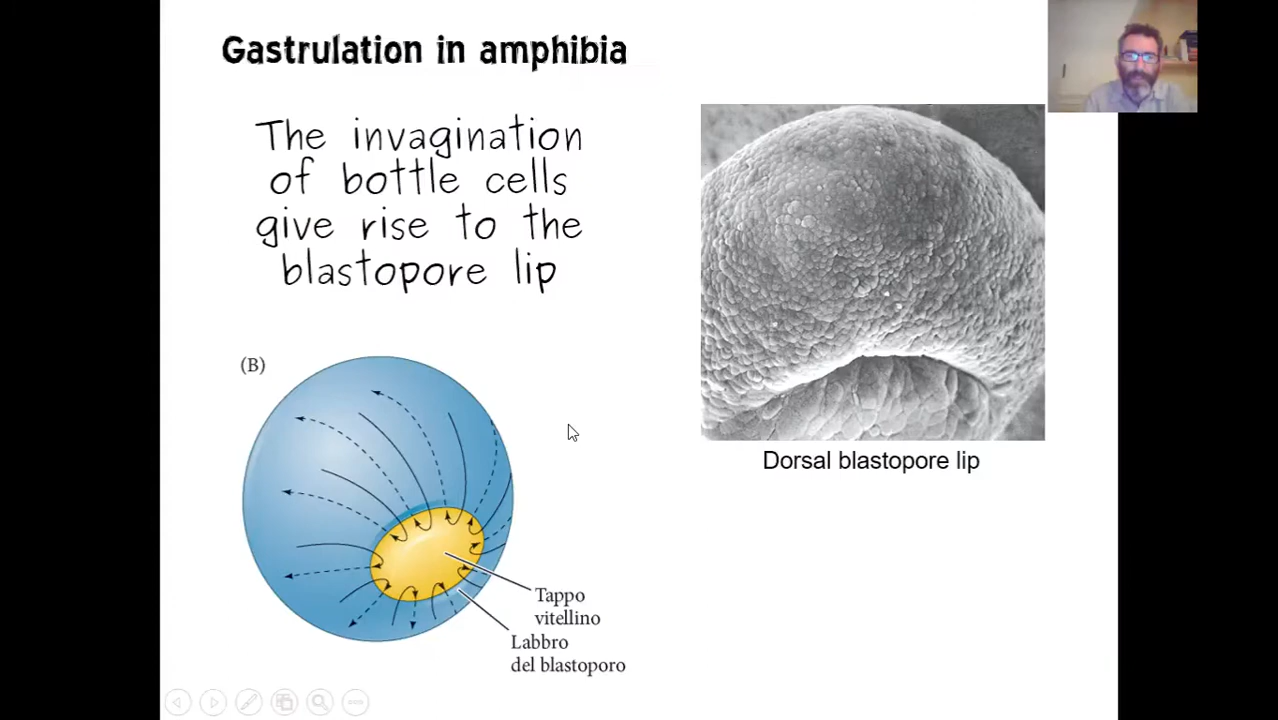 Gastrulation in amphibia
The invagination
of bottle cells
give rise to the
blastopore lip
(B)
Tappo
vitellino
Labbro
del blastoporo
Dorsal blastopore lip